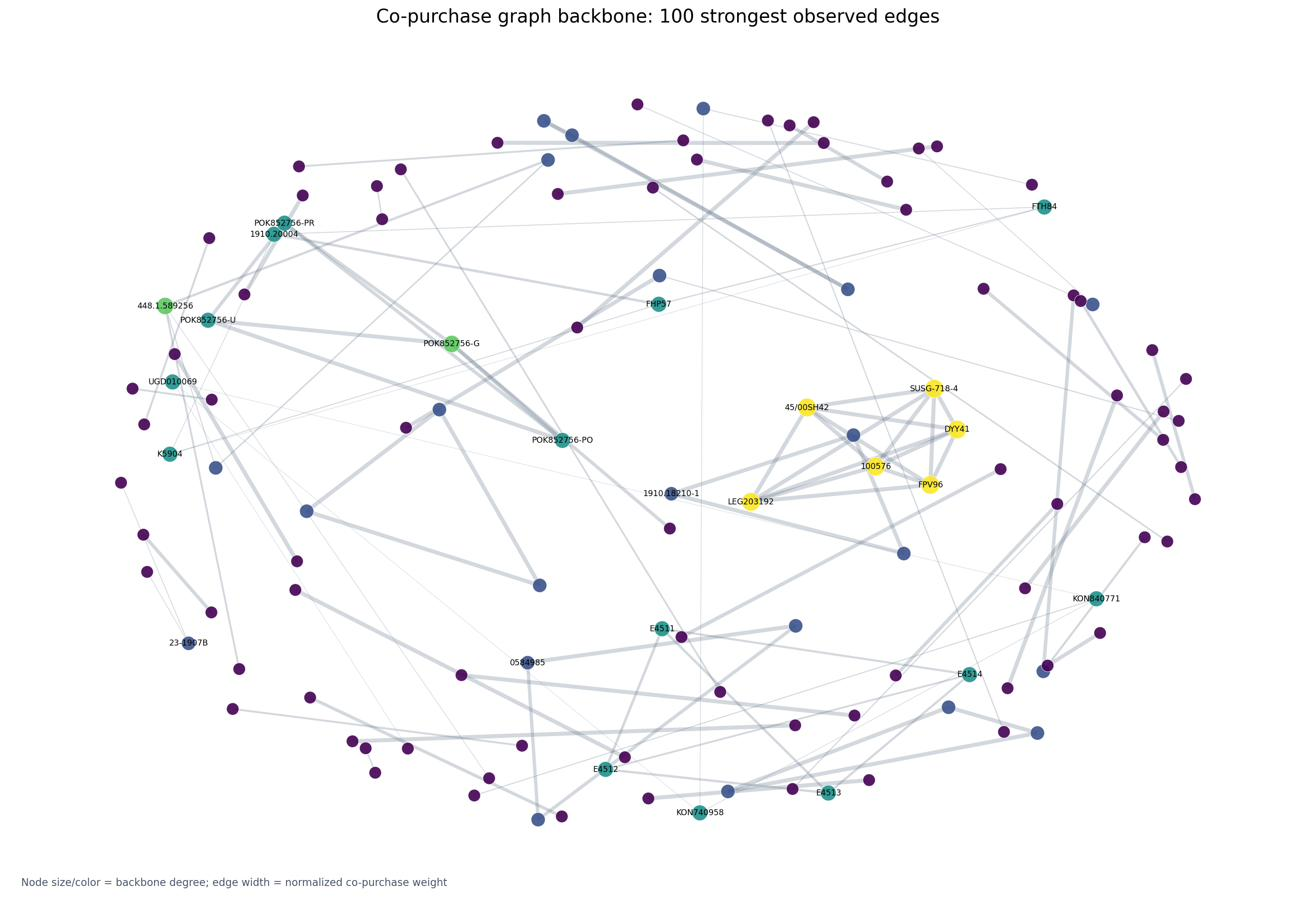 Co-purchase graph backbone: 100 strongest observed edges
FTH84
POK852756-PR
1910.20004
448.1.589256
POK852756-U
FHP57
POK852756-G
UGD010069
SUSG-718-4
45/00SH42
DYY41
POK852756-PO
K5904
100576
FPV96
1910.18210-1
LEG203192
KON840771
E4511
23-1907B
0584985
E4514
E4512
E4513
KON740958
Node size/color = backbone degree; edge width = normalized co-purchase weight